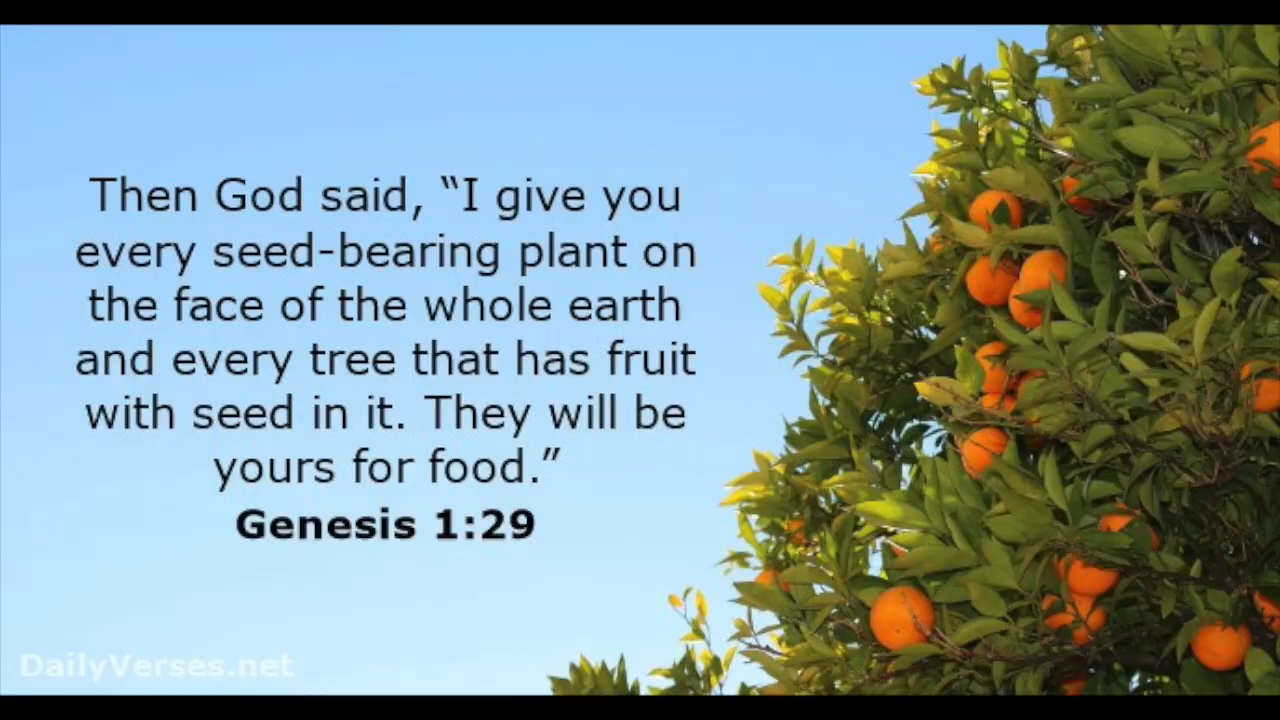 Then God said, “I give you
every seed-bearing plant on
the face of the whole earth
and every tree that has fruit
with seed in it. They will be
yours for food.”
Genesis 1:29
DailyVerses.net